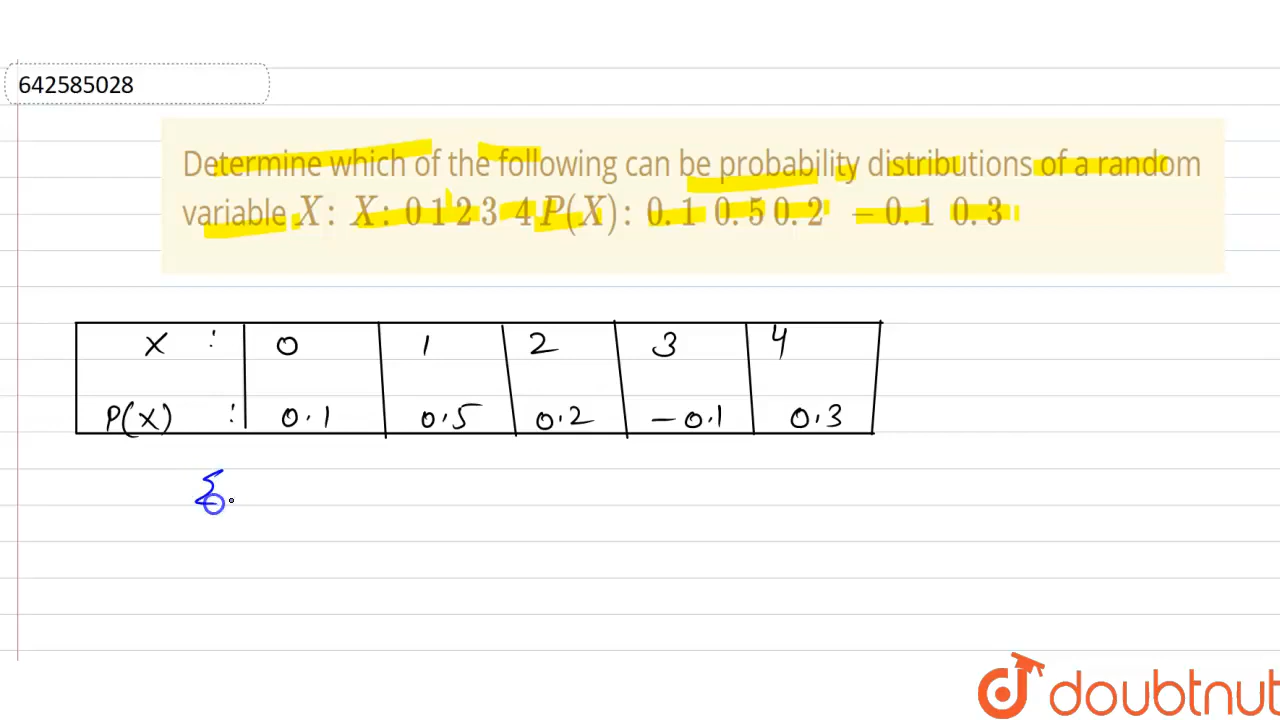 642585028
Determine which of the following can be probability distributions of a random
variable X: X: 0 1 2 3 4 P(X): 0.1 0.5 0.2 −0.1 0.3
X : 0 1 2 3 4
P(X) : 0.1 0.5 0.2 -0.1 0.3
Σ
doubtnut